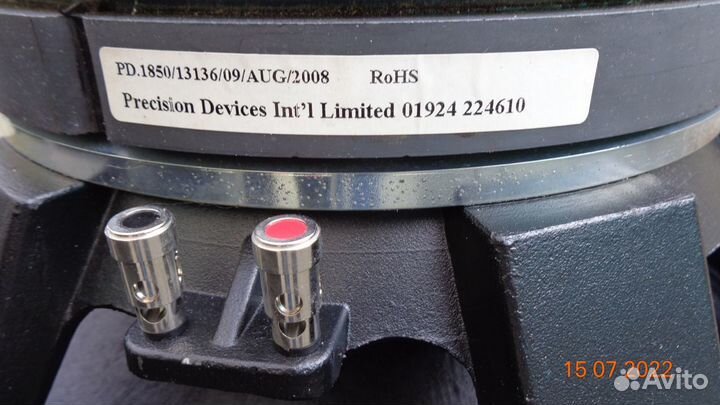 PD.1850/13136/09/AUG/2008 RoHS
Precision Devices Int'l Limited 01924 224610
15 07 2022
Avito